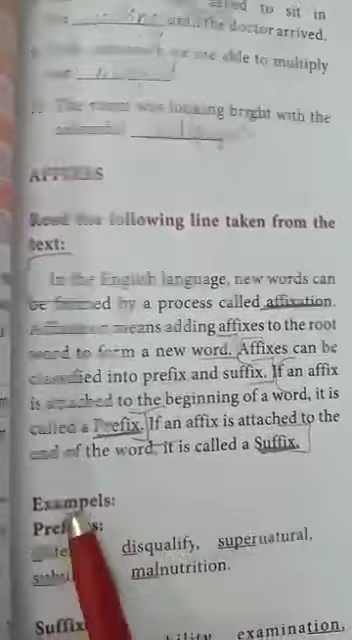 to sit in
the doctor arrived.
able to multiply
The room was looking bright with the
AFFIXES
Read the following line taken from the
text:
In the English language, new words can
be formed by a process called affixation.
Affixation means adding affixes to the root
word to form a new word. Affixes can be
classified into prefix and suffix. If an affix
is attached to the beginning of a word, it is
called a Prefix. If an affix is attached to the
end of the word, it is called a Suffix.
Exampels:
Prefixes:
disqualify, supernatural,
malnutrition.
Suffix
examination,